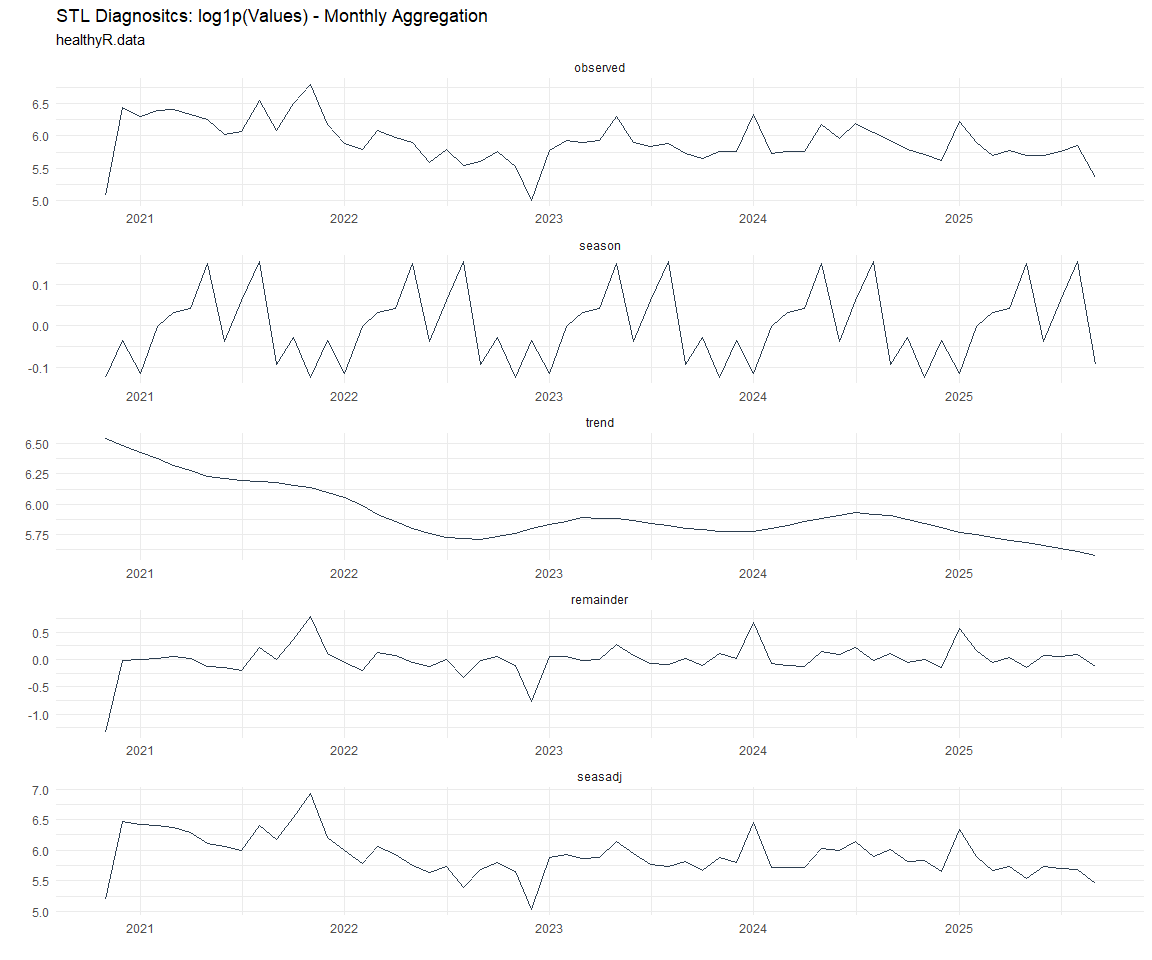 STL Diagnositcs: log1p(Values) - Monthly Aggregation
healthyR.data
observed
6.5
6.0
5.5
5.0
2021 2022 2023 2024 2025
season
0.1
0.0
-0.1
2021 2022 2023 2024 2025
trend
6.50
6.25
6.00
5.75
2021 2022 2023 2024 2025
remainder
0.5
0.0
-0.5
-1.0
2021 2022 2023 2024 2025
seasadj
7.0
6.5
6.0
5.5
5.0
2021 2022 2023 2024 2025